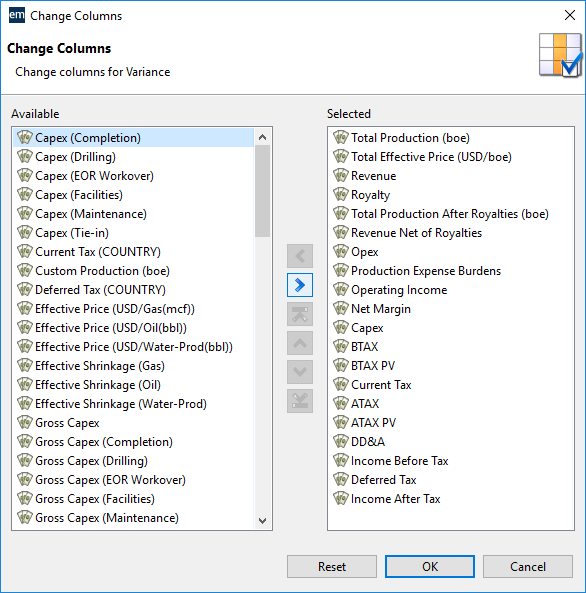 em Change Columns
Change Columns
Change columns for Variance
Available
Capex (Completion)
Capex (Drilling)
Capex (EOR Workover)
Capex (Facilities)
Capex (Maintenance)
Capex (Tie-in)
Current Tax (COUNTRY)
Custom Production (boe)
Deferred Tax (COUNTRY)
Effective Price (USD/Gas(mcf))
Effective Price (USD/Oil(bbl))
Effective Price (USD/Water-Prod(bbl))
Effective Shrinkage (Gas)
Effective Shrinkage (Oil)
Effective Shrinkage (Water-Prod)
Gross Capex
Gross Capex (Completion)
Gross Capex (Drilling)
Gross Capex (EOR Workover)
Gross Capex (Facilities)
Gross Capex (Maintenance)
Selected
Total Production (boe)
Total Effective Price (USD/boe)
Revenue
Royalty
Total Production After Royalties (boe)
Revenue Net of Royalties
Opex
Production Expense Burdens
Operating Income
Net Margin
Capex
BTAX
BTAX PV
Current Tax
ATAX
ATAX PV
DD&A
Income Before Tax
Deferred Tax
Income After Tax
Reset
OK
Cancel